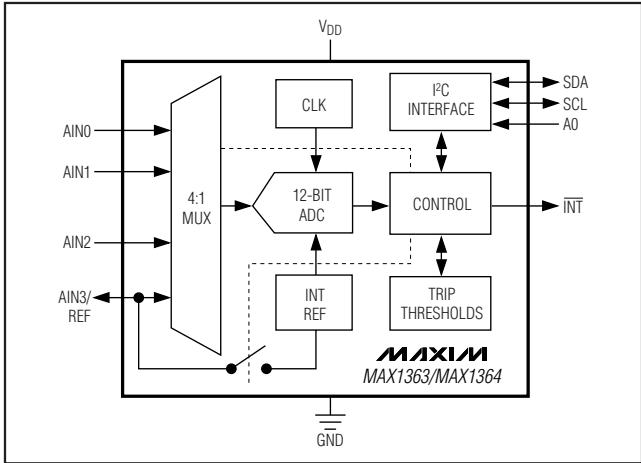 VDD
AIN0
AIN1
AIN2
AIN3/
REF
4:1
MUX
CLK
12-BIT
ADC
INT
REF
I²C
INTERFACE
CONTROL
TRIP
THRESHOLDS
SDA
SCL
A0
INT
MAXIM
MAX1363/MAX1364
GND